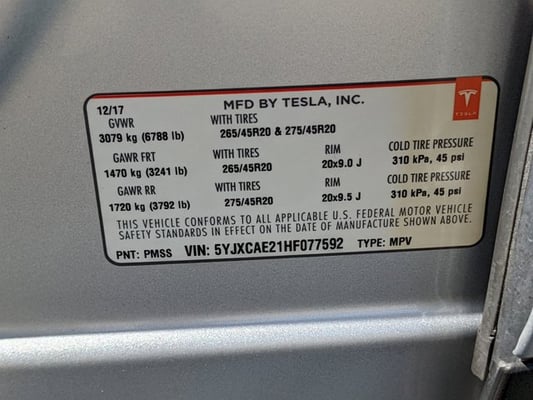 12/17 MFD BY TESLA, INC.
TESLA
GVWR WITH TIRES
3079 kg (6788 lb) 265/45R20 & 275/45R20
GAWR FRT WITH TIRES RIM COLD TIRE PRESSURE
1470 kg (3241 lb) 265/45R20 20x9.0 J 310 kPa, 45 psi
GAWR RR WITH TIRES RIM COLD TIRE PRESSURE
1720 kg (3792 lb) 275/45R20 20x9.5 J 310 kPa, 45 psi
THIS VEHICLE CONFORMS TO ALL APPLICABLE U.S. FEDERAL MOTOR VEHICLE
SAFETY STANDARDS IN EFFECT ON THE DATE OF MANUFACTURE SHOWN ABOVE.
PNT: PMSS VIN: 5YJXCAE21HF077592 TYPE: MPV